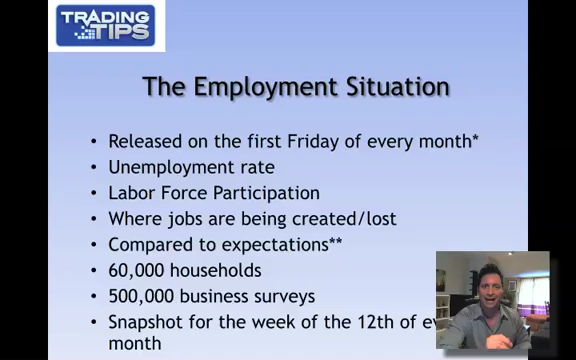 TRADING
TIPS
The Employment Situation
• Released on the first Friday of every month*
• Unemployment rate
• Labor Force Participation
• Where jobs are being created/lost
• Compared to expectations**
• 60,000 households
• 500,000 business surveys
• Snapshot for the week of the 12th of
month